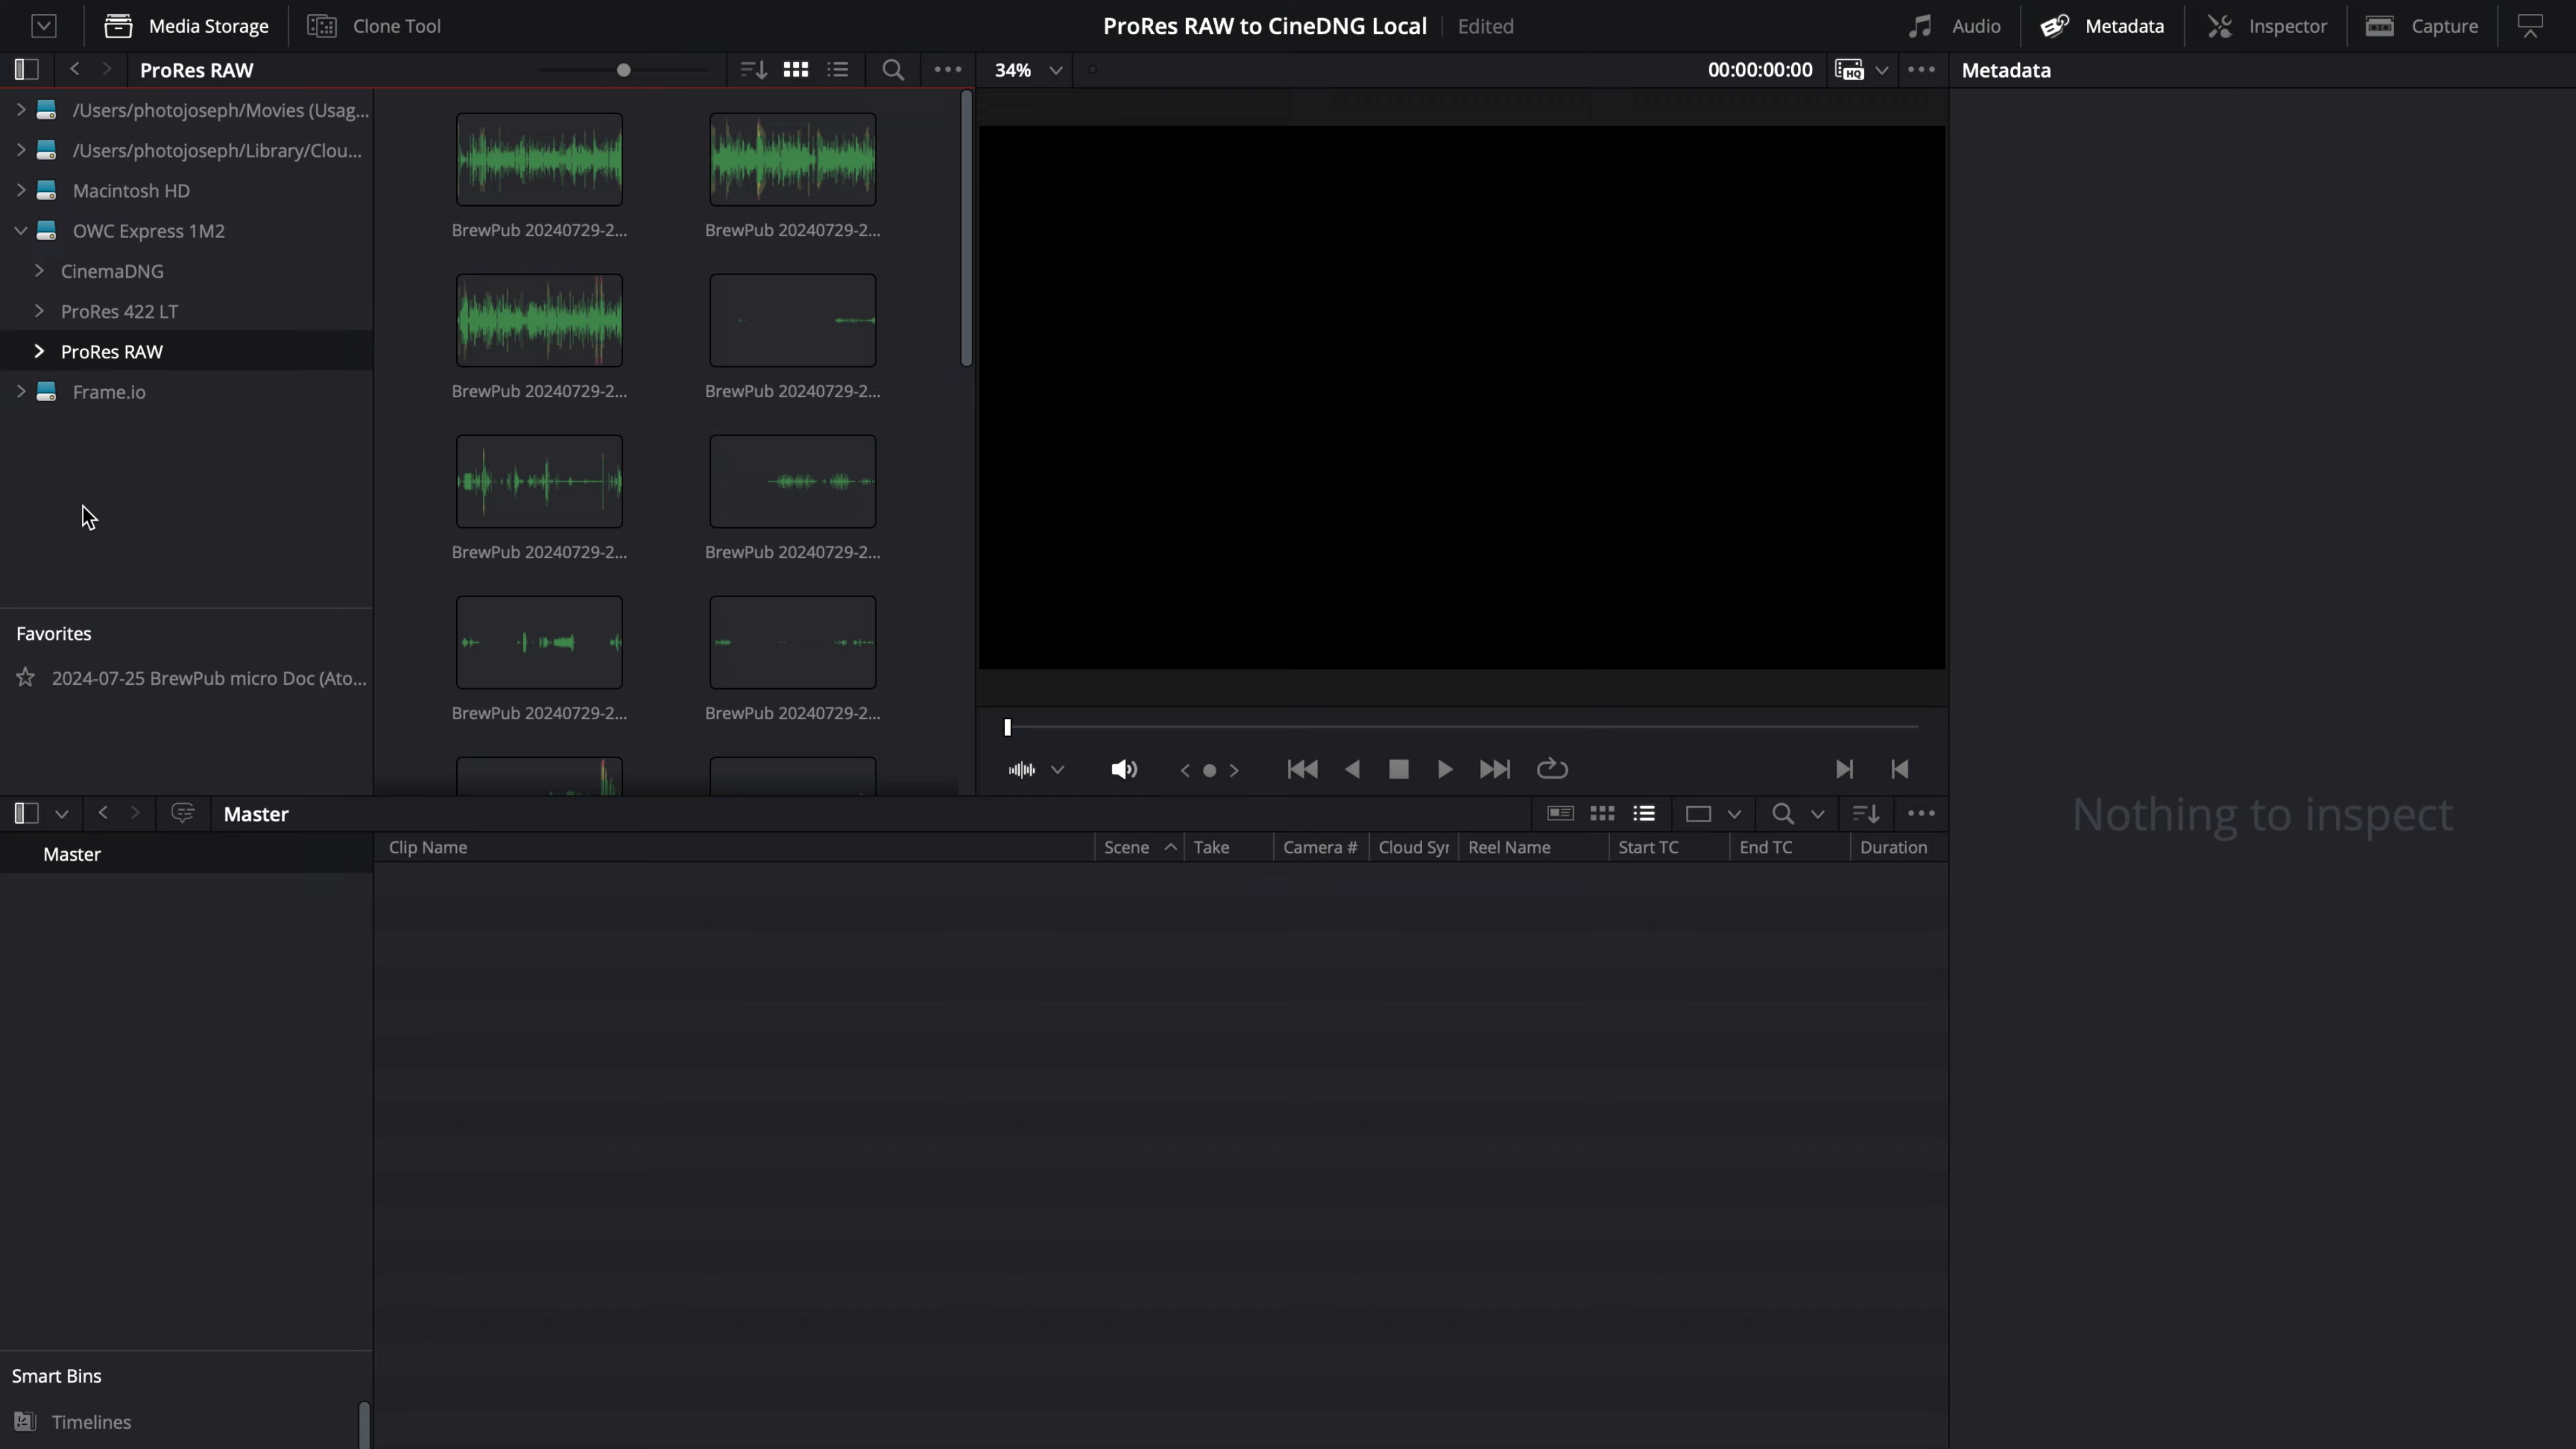 Media Storage
Clone Tool
ProRes RAW to CineDNG Local
Edited
Audio
Metadata
Inspector
Capture
ProRes RAW
34%
00:00:00:00
HQ
Metadata
/Users/photojoseph/Movies (Usag...
/Users/photojoseph/Library/Clou...
Macintosh HD
OWC Express 1M2
CinemaDNG
ProRes 422 LT
ProRes RAW
Frame.io
BrewPub 20240729-2...
BrewPub 20240729-2...
BrewPub 20240729-2...
BrewPub 20240729-2...
BrewPub 20240729-2...
BrewPub 20240729-2...
BrewPub 20240729-2...
BrewPub 20240729-2...
Favorites
2024-07-25 BrewPub micro Doc (Ato...
Nothing to inspect
Master
Master
Clip Name
Scene
Take
Camera #
Cloud Syr
Reel Name
Start TC
End TC
Duration
Smart Bins
Timelines